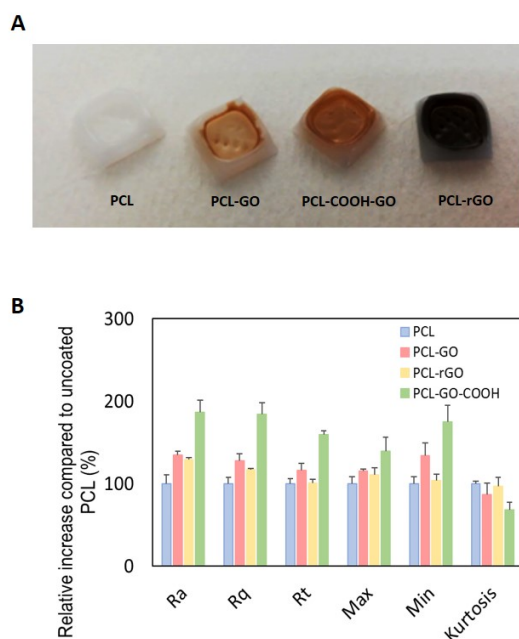 A
PCL
PCL-GO
PCL-COOH-GO
PCL-rGO
B
Relative increase compared to uncoated
PCL (%)
300
200
100
0
PCL
PCL-GO
PCL-rGO
PCL-GO-COOH
Ra
Rq
Rt
Max
Min
Kurtosis